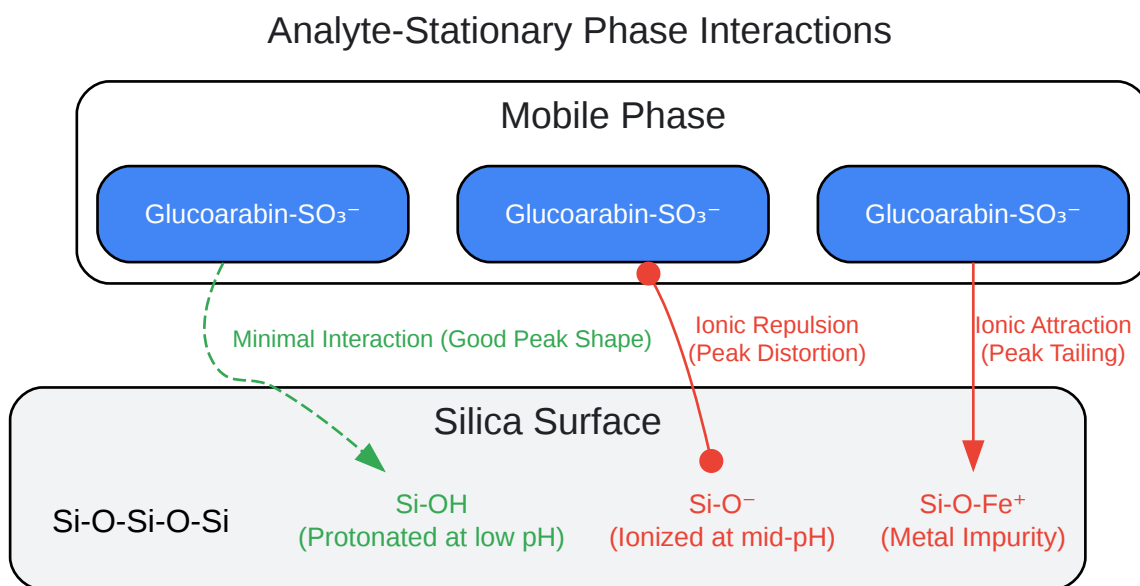 Analyte-Stationary Phase Interactions
Mobile Phase
Glucoarabin-SO₃⁻
Glucoarabin-SO₃⁻
Glucoarabin-SO₃⁻
Minimal Interaction (Good Peak Shape)
Ionic Repulsion
(Peak Distortion)
Ionic Attraction
(Peak Tailing)
Silica Surface
Si-O-Si-O-Si
Si-OH
(Protonated at low pH)
Si-O⁻
(Ionized at mid-pH)
Si-O-Fe⁺
(Metal Impurity)